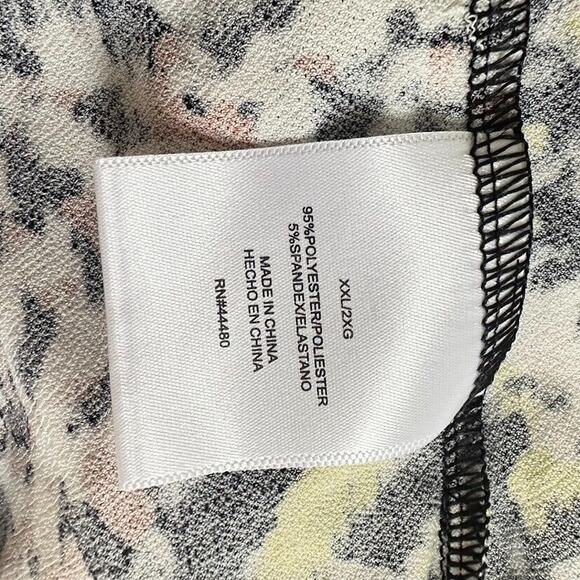 XXL/2XG
95%POLYESTER/POLIESTER
5%SPANDEX/ELASTANO
MADE IN CHINA
HECHO EN CHINA
RN#44480